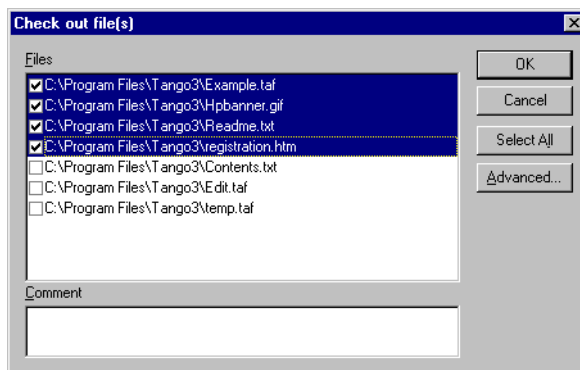 Check out file(s)
Files
C:\Program Files\Tango3\Example.taf
C:\Program Files\Tango3\Hpbanner.gif
C:\Program Files\Tango3\Readme.txt
C:\Program Files\Tango3\registration.htm
C:\Program Files\Tango3\Contents.txt
C:\Program Files\Tango3\Edit.taf
C:\Program Files\Tango3\temp.taf
Comment
OK
Cancel
Select All
Advanced...